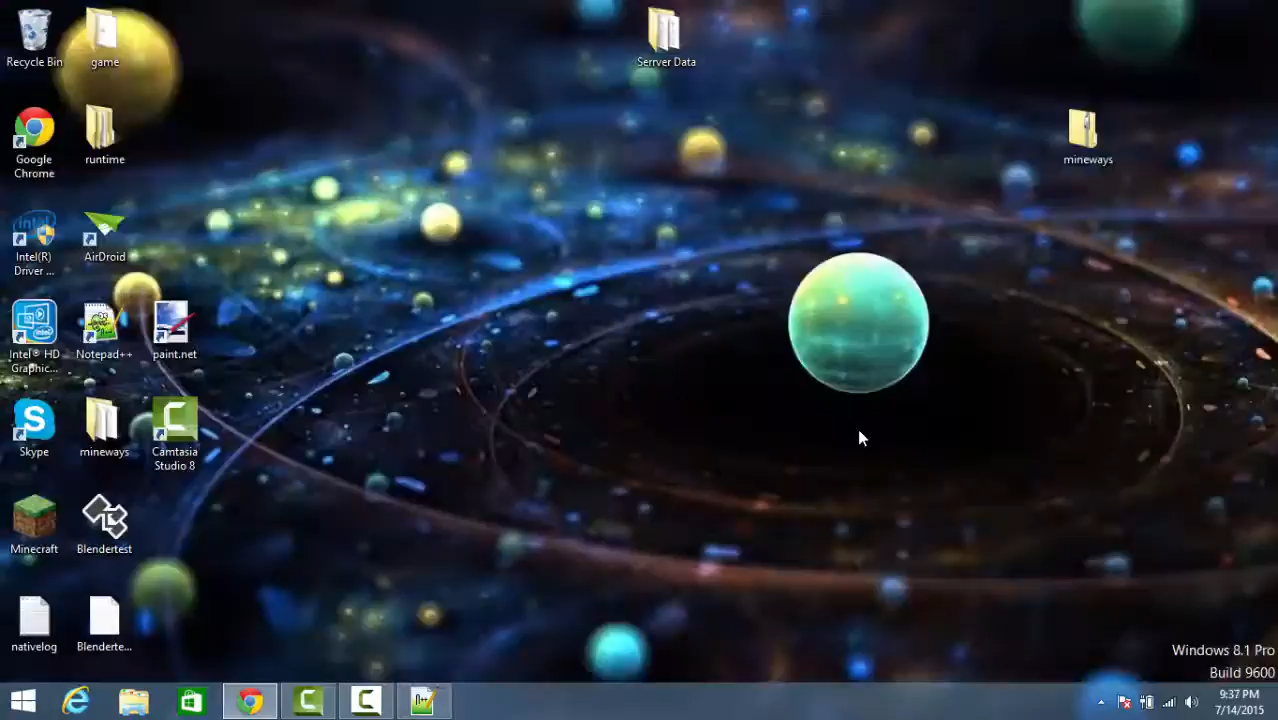 Recycle Bin
game
Serrver Data
Google
Chrome
runtime
mineways
Intel(R)
Driver ...
AirDroid
Intel® HD
Graphic...
Notepad++
paint.net
Skype
mineways
Camtasia
Studio 8
Minecraft
Blendertest
nativelog
Blenderte...
Windows 8.1 Pro
Build 9600
9:37 PM
7/14/2015